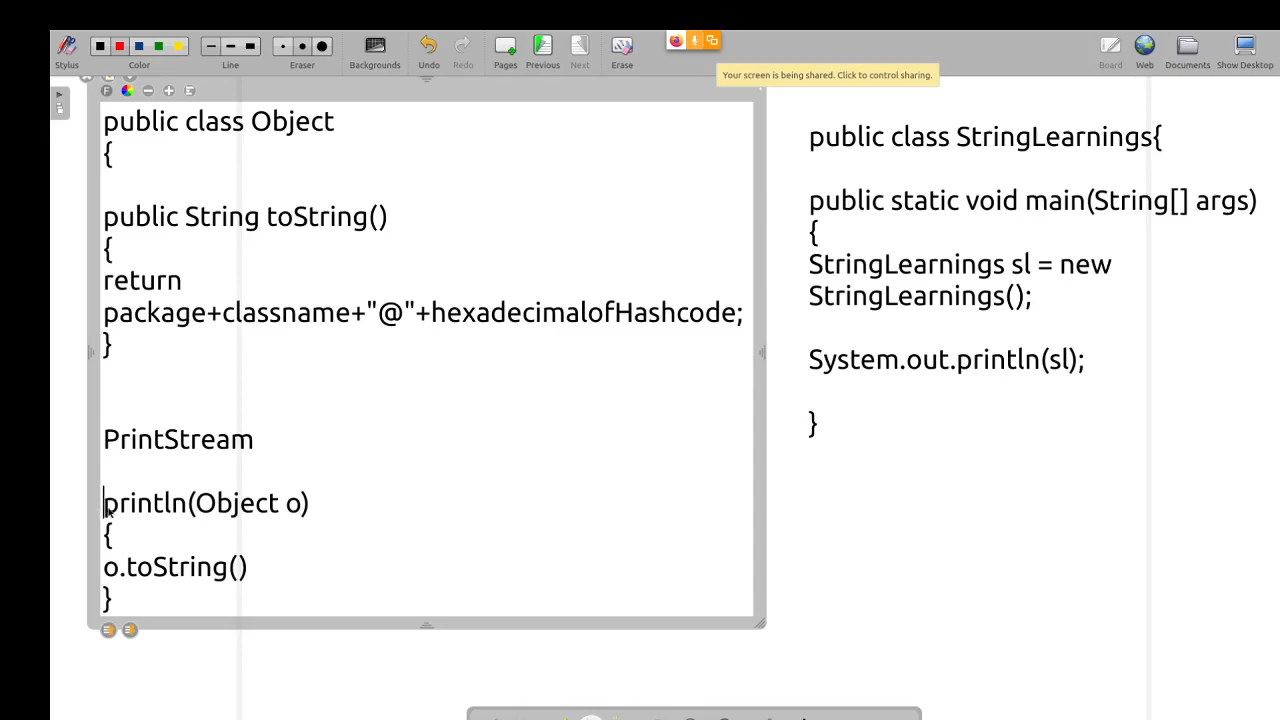 Stylus
Color
Line
Eraser
Backgrounds
Undo
Redo
Pages
Previous
Next
Erase
Board
Web
Documents
Show Desktop
Your screen is being shared. Click to control sharing.
public class Object
{
public String toString()
{
return
package+classname+"@"+hexadecimalofHashcode;
}
PrintStream
println(Object o)
{
o.toString()
}
public class StringLearnings{
public static void main(String[] args)
{
StringLearnings sl = new
StringLearnings();
System.out.println(sl);
}